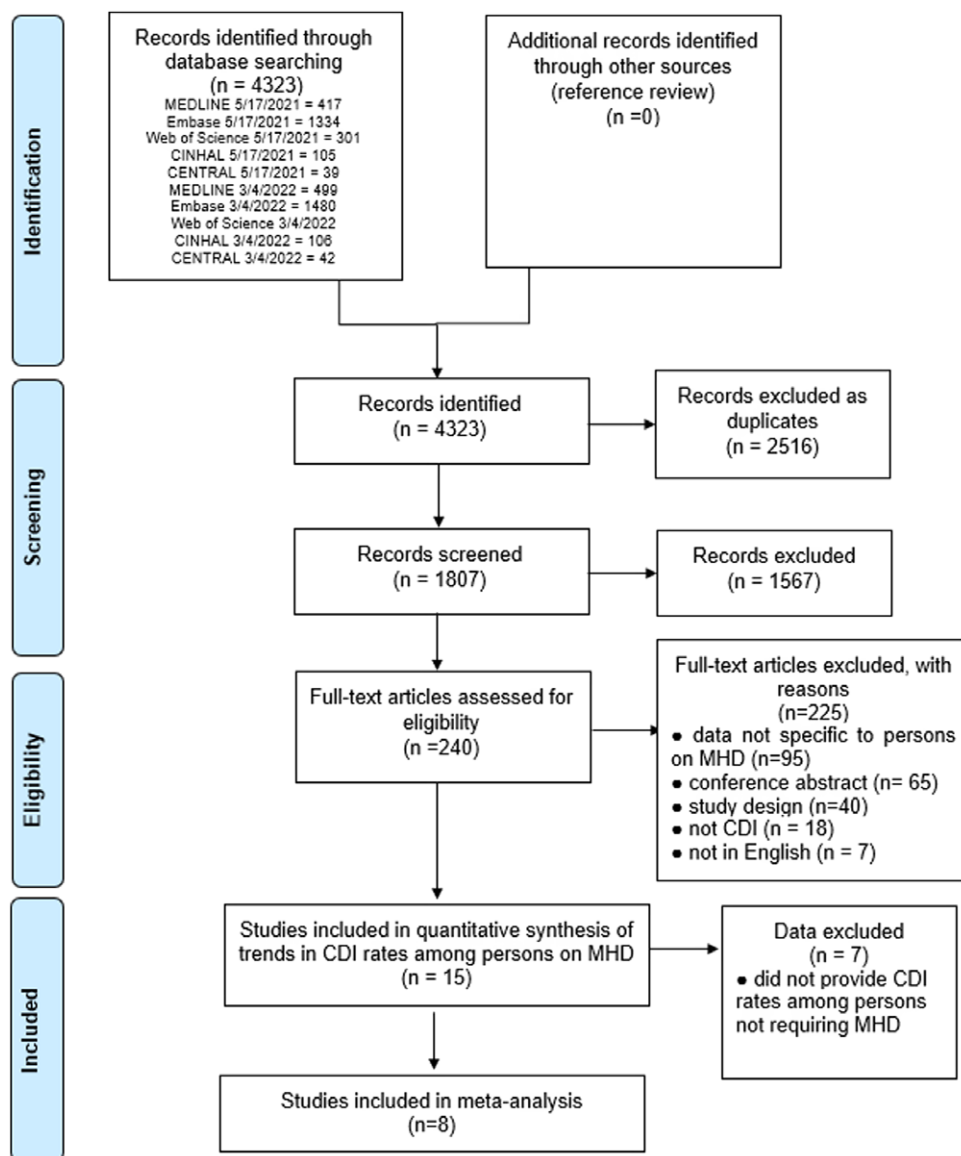 Identification
Records identified through
database searching
(n = 4323)
MEDLINE 5/17/2021 = 417
Embase 5/17/2021 = 1334
Web of Science 5/17/2021 = 301
CINHAL 5/17/2021 = 105
CENTRAL 5/17/2021 = 39
MEDLINE 3/4/2022 = 499
Embase 3/4/2022 = 1480
Web of Science 3/4/2022
CINHAL 3/4/2022 = 106
CENTRAL 3/4/2022 = 42
Additional records identified
through other sources
(reference review)
(n =0)
Screening
Records identified
(n = 4323)
Records excluded as
duplicates
(n = 2516)
Records screened
(n = 1807)
Records excluded
(n = 1567)
Eligibility
Full-text articles assessed for
eligibility
(n =240)
Full-text articles excluded, with
reasons
(n=225)
● data not specific to persons
on MHD (n=95)
● conference abstract (n= 65)
● study design (n=40)
● not CDI (n = 18)
● not in English (n = 7)
Included
Studies included in quantitative synthesis of
trends in CDI rates among persons on MHD
(n = 15)
Data excluded
(n = 7)
● did not provide CDI
rates among persons
not requiring MHD
Studies included in meta-analysis
(n=8)